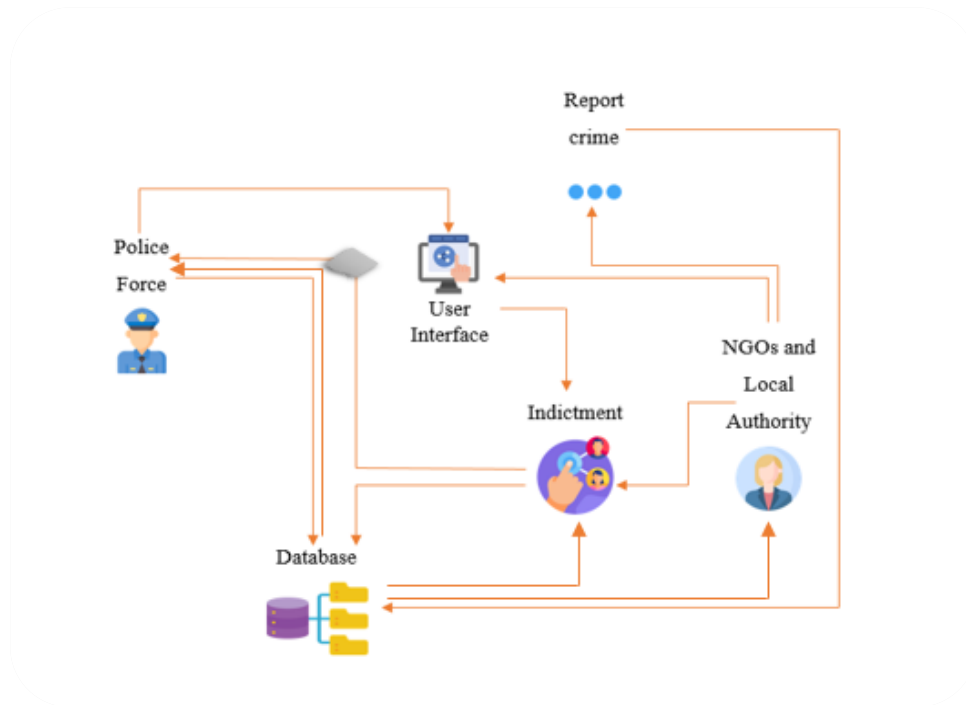 Report
crime
Police
Force
User
Interface
NGOs and
Local
Authority
Indictment
Database